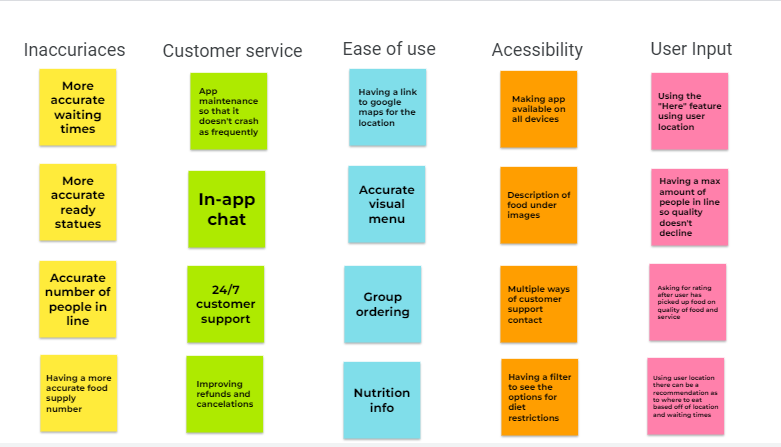 Inaccuriaces
More
accurate
waiting
times
More
accurate
ready
statues
Accurate
number of
people in
line
Having a more
accurate food
supply
number
Customer service
App
maintenance
so that it
doesn't crash
as frequently
In-app
chat
24/7
customer
support
Improving
refunds and
cancelations
Ease of use
Having a link
to google
maps for the
location
Accurate
visual
menu
Group
ordering
Nutrition
info
Acessibility
Making app
available on
all devices
Description of
food under
images
Multiple ways
of customer
support
contact
Having a filter
to see the
options for
diet
restrictions
User Input
Using the
"Here" feature
using user
location
Having a max
amount of
people in line
so quality
doesn't
decline
Asking for rating
after user has
picked up food on
quality of food and
service
Using user location
there can be a
recommendation as
to where to eat
based off of location
and waiting times